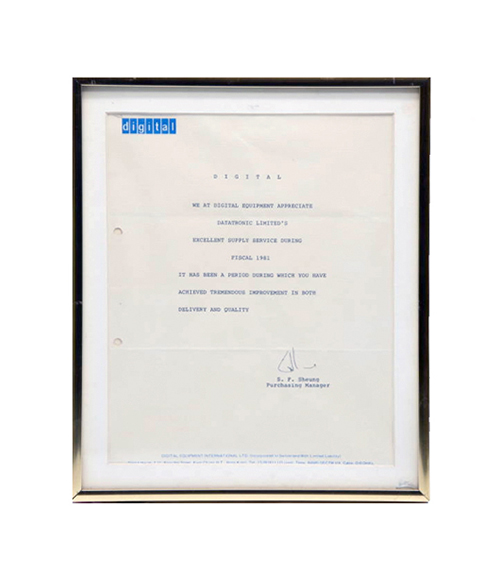 digital
D I G I T A L
WE AT DIGITAL EQUIPMENT APPRECIATE
DATATRONIC LIMITED'S
EXCELLENT SUPPLY SERVICE DURING
FISCAL 1981
IT HAS BEEN A PERIOD DURING WHICH YOU HAVE
ACHIEVED TREMENDOUS IMPROVEMENT IN BOTH
DELIVERY AND QUALITY
S. P. Sheung
Purchasing Manager
DIGITAL EQUIPMENT INTERNATIONAL LTD.